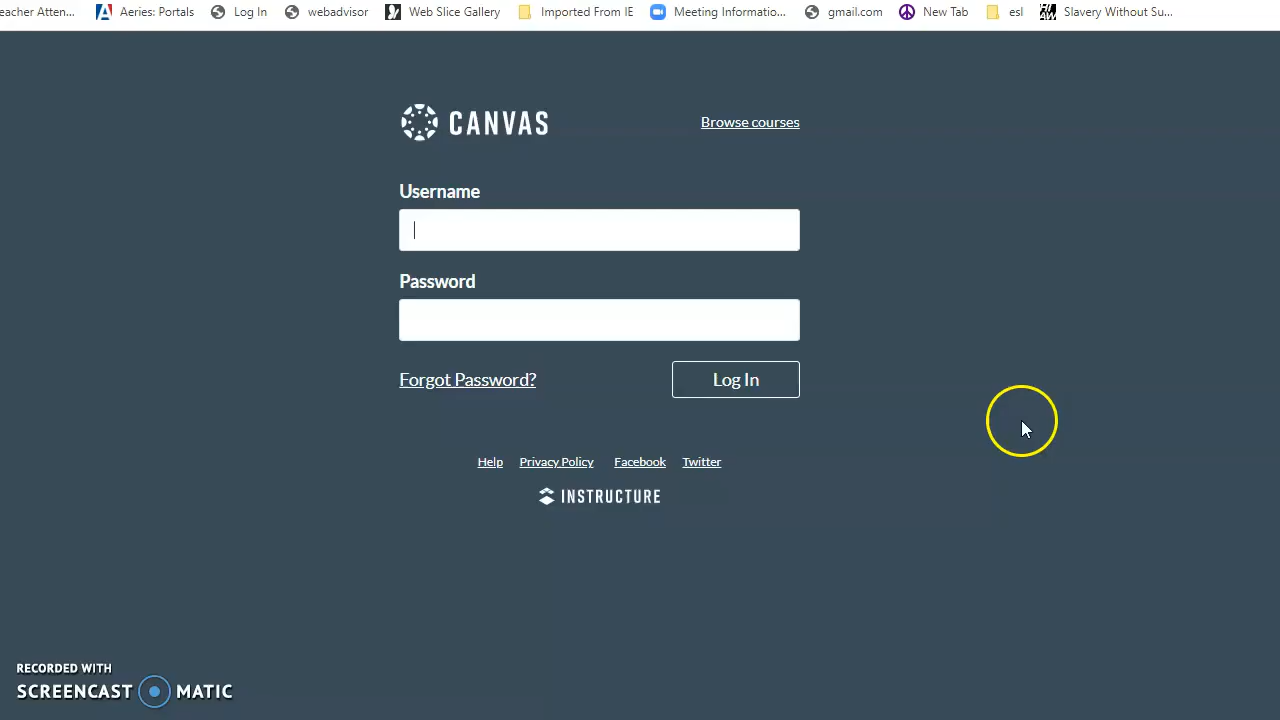 eacher Atten... Aeries: Portals Log In webadvisor Web Slice Gallery Imported From IE Meeting Informatio... gmail.com New Tab esl Slavery Without Su...
CANVAS Browse courses
Username
Password
Forgot Password? Log In
Help Privacy Policy Facebook Twitter
INSTRUCTURE
RECORDED WITH
SCREENCAST MATIC